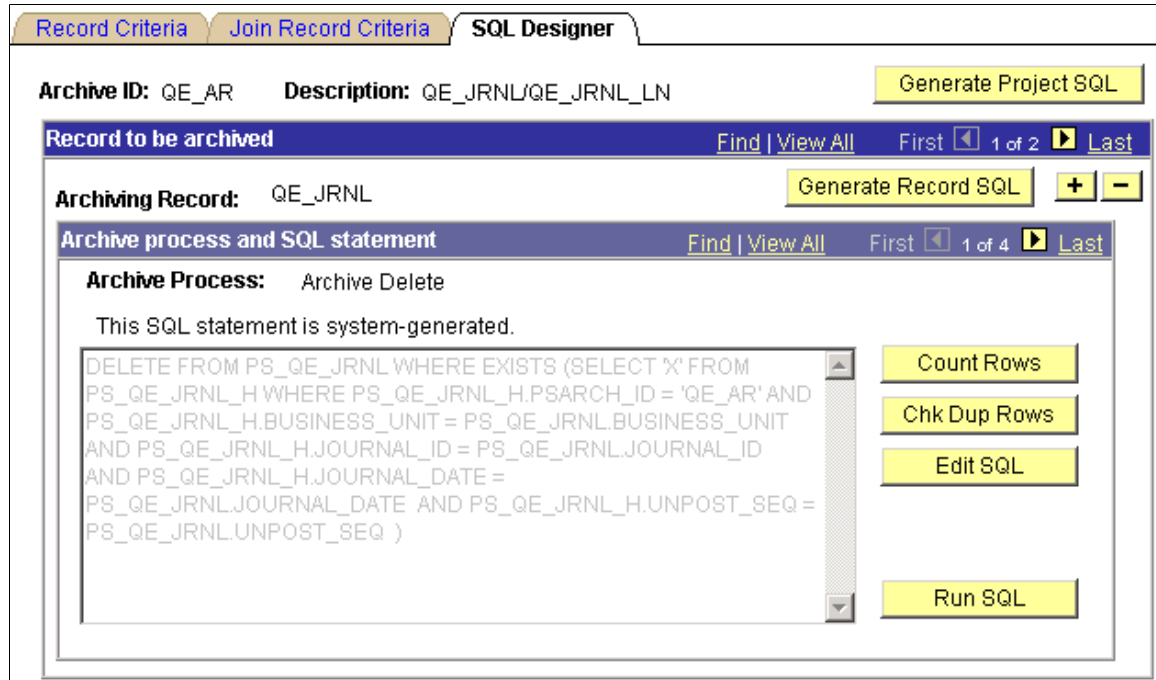 Record Criteria Join Record Criteria SQL Designer
Archive ID: QE_AR Description: QE_JRNL/QE_JRNL_LN Generate Project SQL
Record to be archived Find | View All First 1 of 2 Last
Archiving Record: QE_JRNL Generate Record SQL + −
Archive process and SQL statement Find | View All First 1 of 4 Last
Archive Process: Archive Delete
This SQL statement is system-generated.
DELETE FROM PS_QE_JRNL WHERE EXISTS (SELECT 'X' FROM
PS_QE_JRNL_H WHERE PS_QE_JRNL_H.PSARCH_ID = 'QE_AR' AND
PS_QE_JRNL_H.BUSINESS_UNIT = PS_QE_JRNL.BUSINESS_UNIT
AND PS_QE_JRNL_H.JOURNAL_ID = PS_QE_JRNL.JOURNAL_ID
AND PS_QE_JRNL_H.JOURNAL_DATE =
PS_QE_JRNL.JOURNAL_DATE AND PS_QE_JRNL_H.UNPOST_SEQ =
PS_QE_JRNL.UNPOST_SEQ )
Count Rows
Chk Dup Rows
Edit SQL
Run SQL